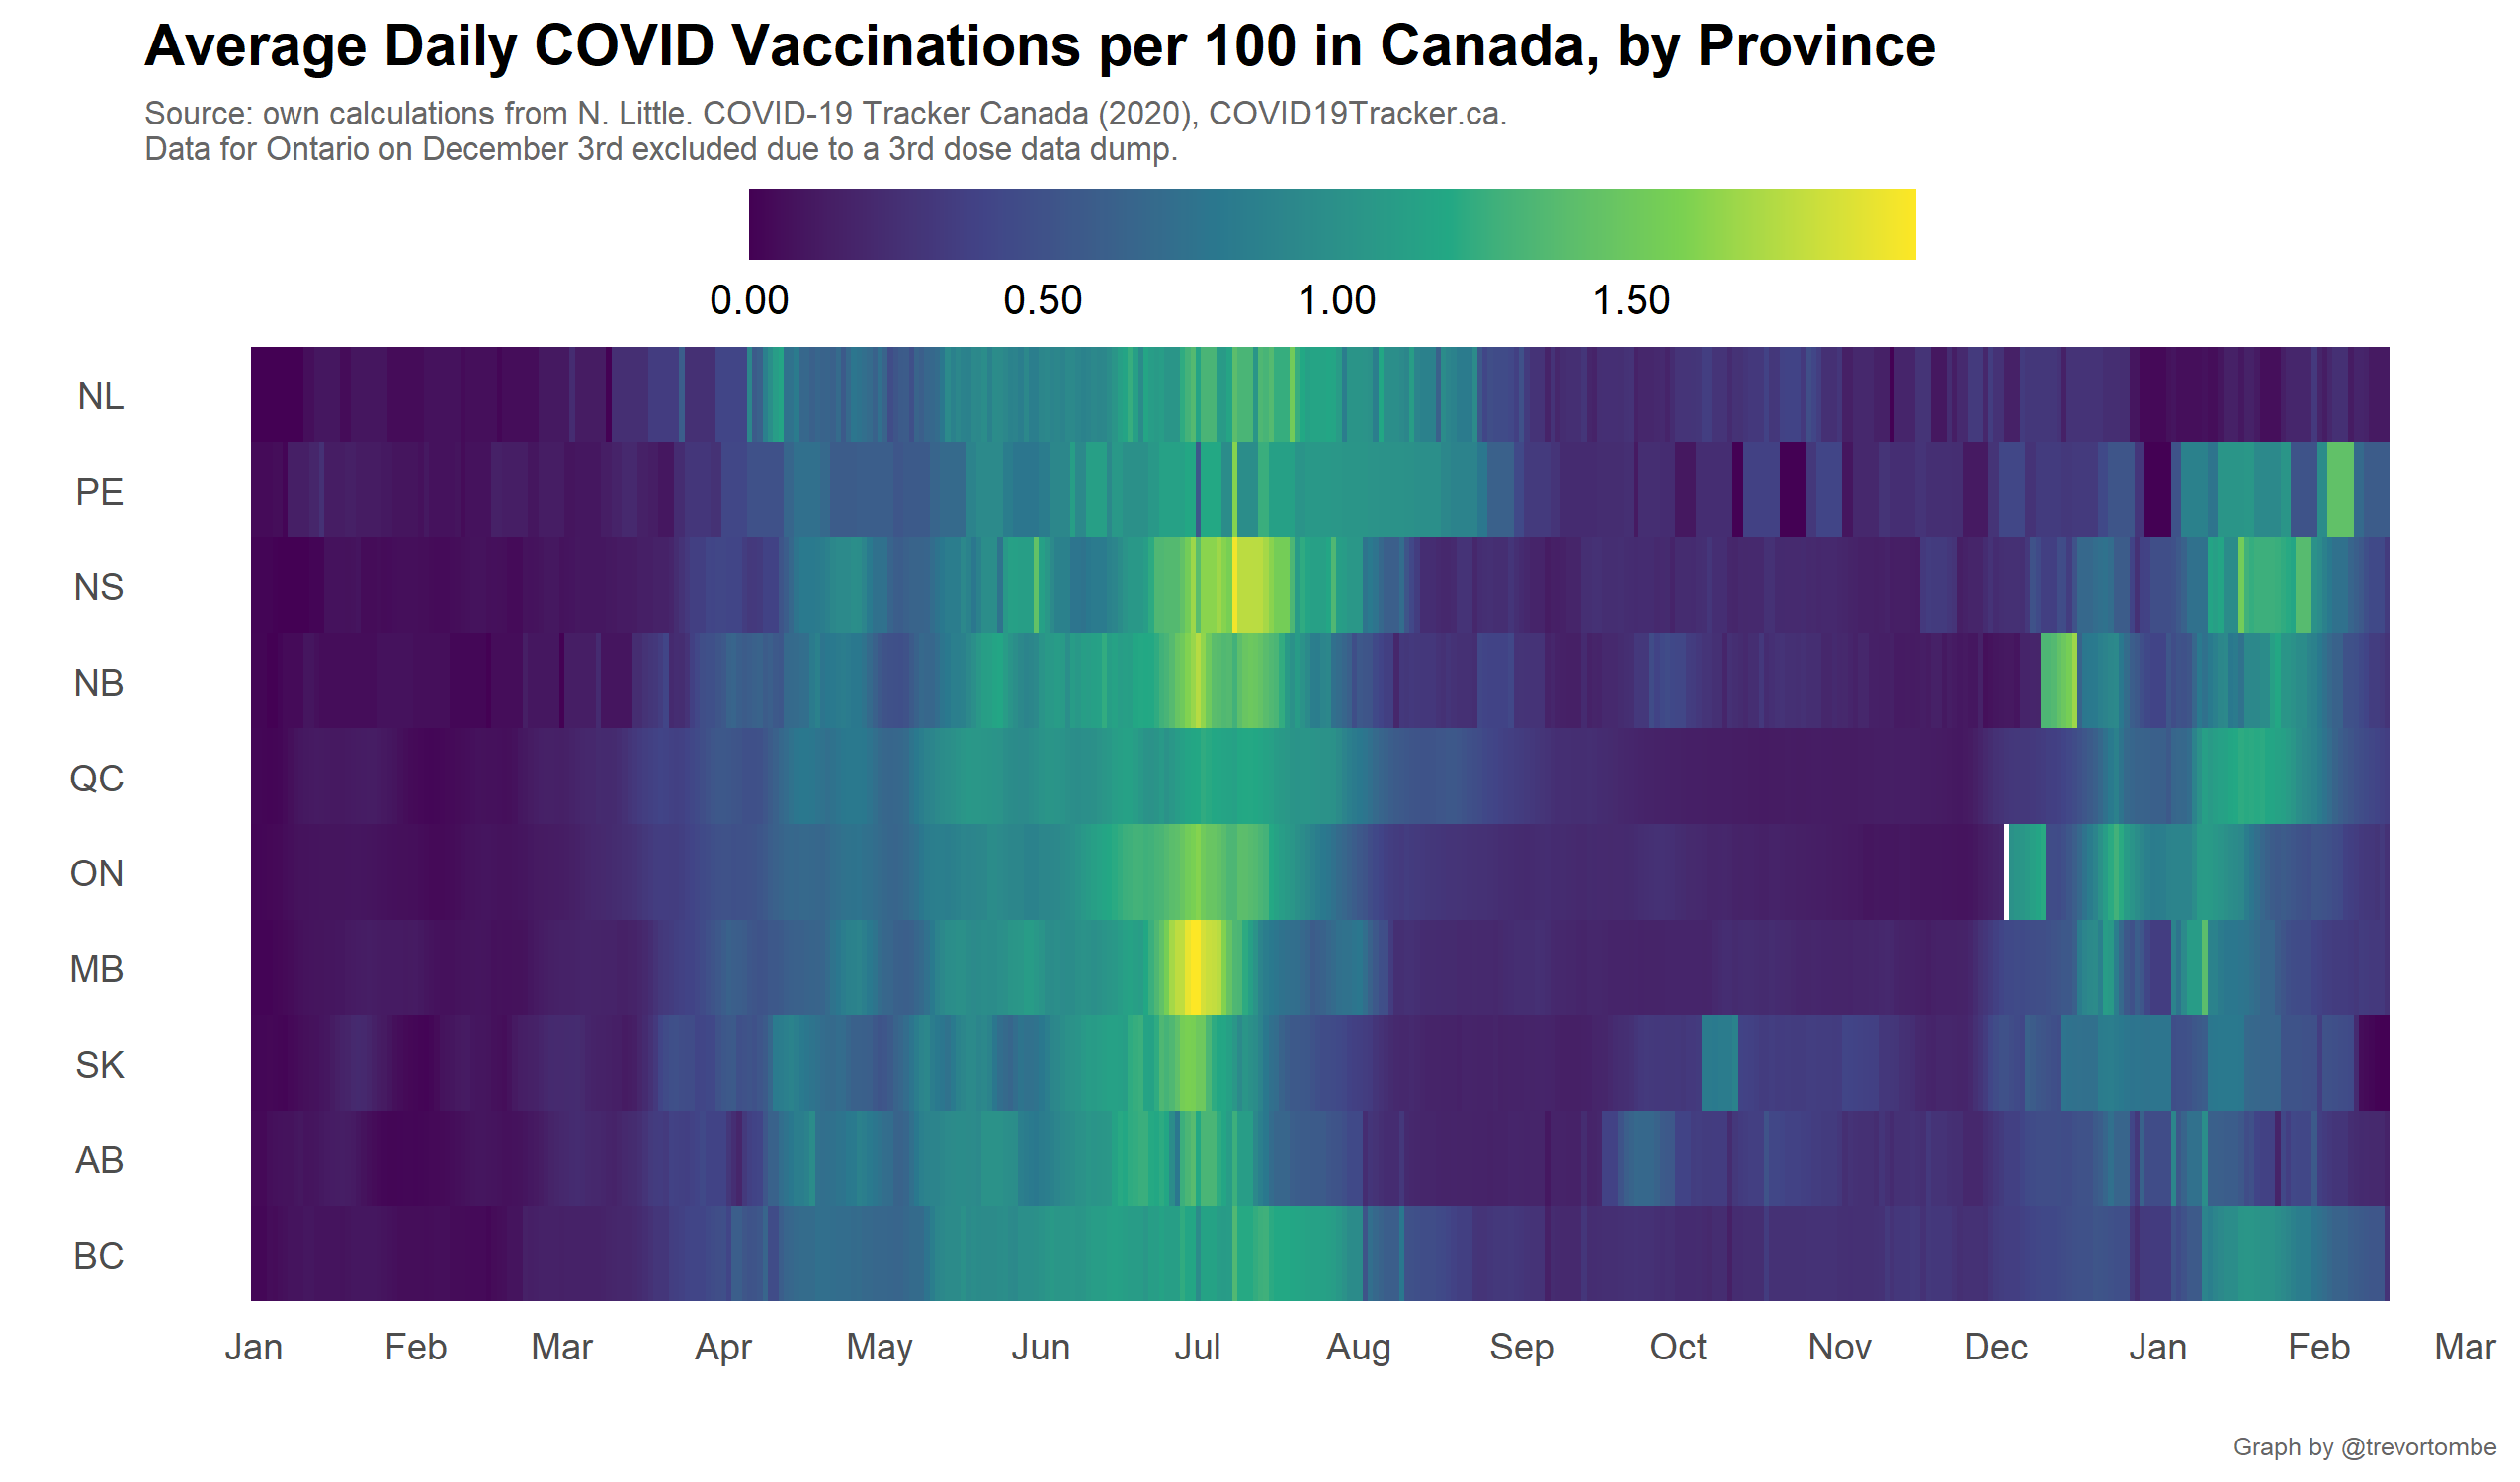 Average Daily COVID Vaccinations per 100 in Canada, by Province
Source: own calculations from N. Little. COVID-19 Tracker Canada (2020), COVID19Tracker.ca.
Data for Ontario on December 3rd excluded due to a 3rd dose data dump.
0.00 0.50 1.00 1.50
NL
PE
NS
NB
QC
ON
MB
SK
AB
BC
Jan Feb Mar Apr May Jun Jul Aug Sep Oct Nov Dec Jan Feb Mar
Graph by @trevortombe